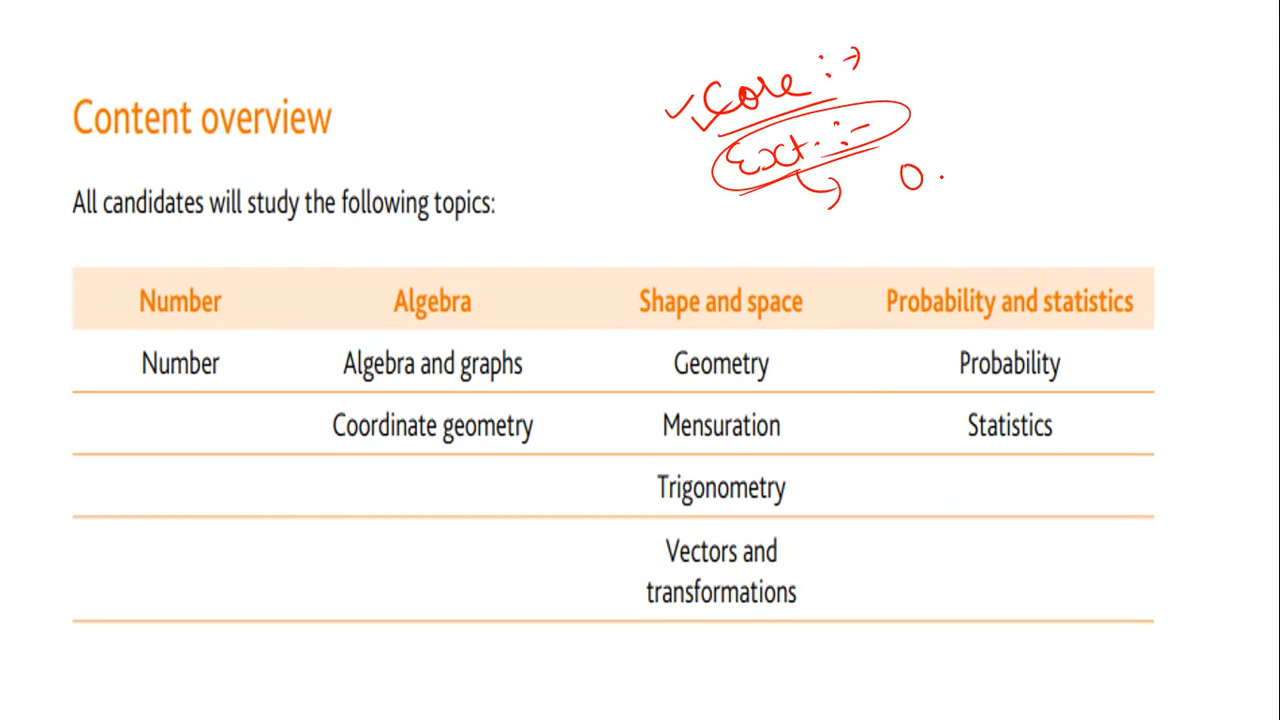 Core :→
Content overview
Ext. :-
All candidates will study the following topics:
0.
Number Algebra Shape and space Probability and statistics
Number Algebra and graphs Geometry Probability
Coordinate geometry Mensuration Statistics
Trigonometry
Vectors and
transformations